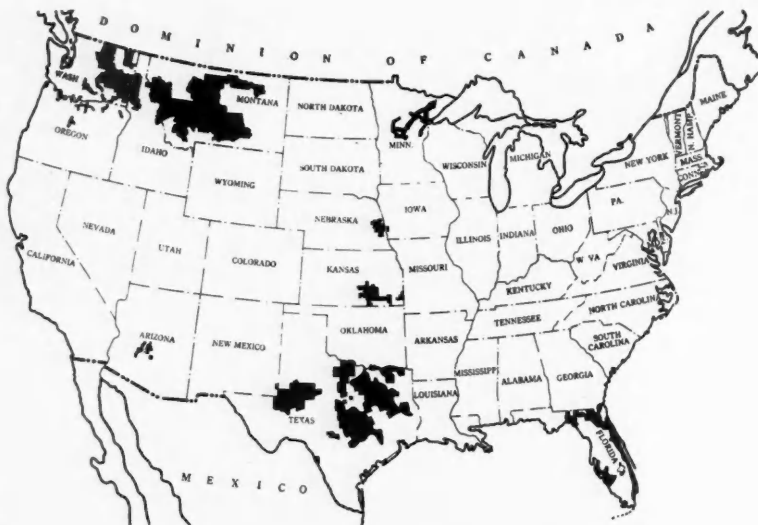 DOMINION OF CANADA
WASH
MONTANA
NORTH DAKOTA
MINN.
MAINE
VERMONT
N. HAMP.
OREGON
IDAHO
SOUTH DAKOTA
WISCONSIN
MICHIGAN
NEW YORK
MASS.
CONN.
WYOMING
NEBRASKA
IOWA
PA.
N.J.
NEVADA
UTAH
COLORADO
ILLINOIS
INDIANA
OHIO
CALIFORNIA
KANSAS
MISSOURI
W. VA
VIRGINIA
KENTUCKY
ARIZONA
NEW MEXICO
OKLAHOMA
ARKANSAS
TENNESSEE
NORTH CAROLIN
SOUTH
CAROLINA
MISSISSIPP
ALABAMA
GEORGIA
LOUISIANA
TEXAS
FLORIDA
MEXICO